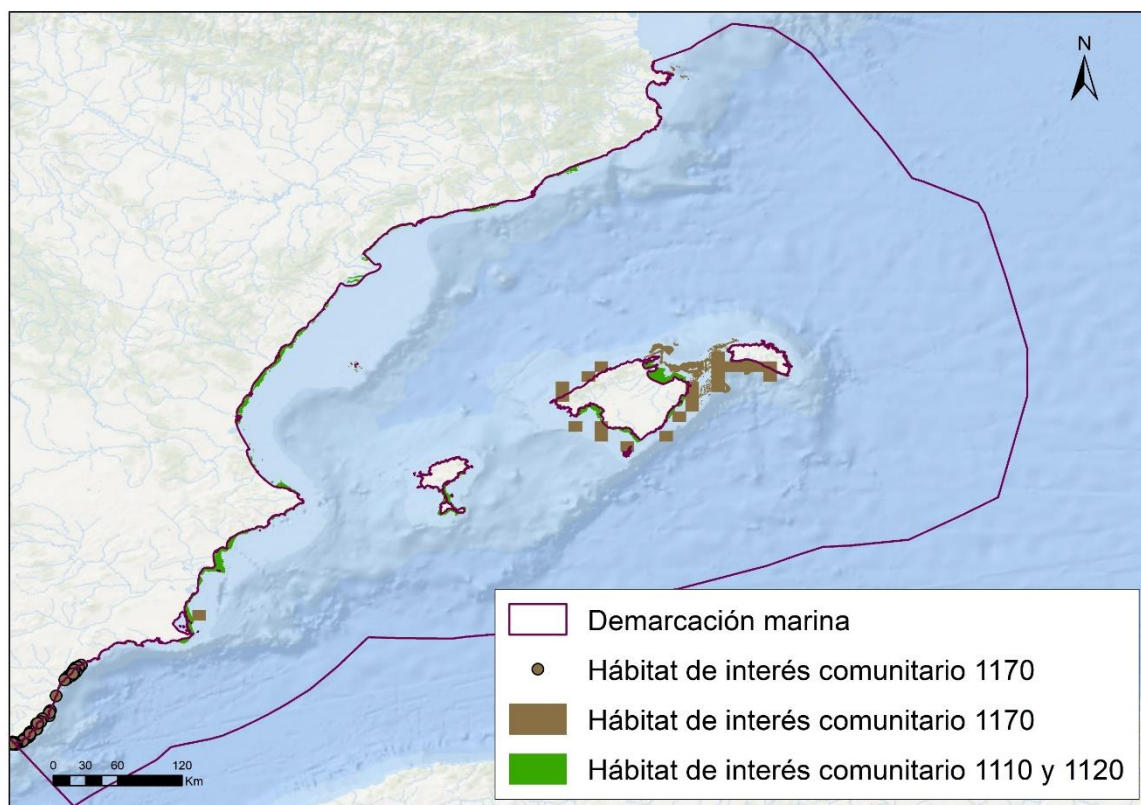 N
Demarcación marina
Hábitat de interés comunitario 1170
Hábitat de interés comunitario 1170
Hábitat de interés comunitario 1110 y 1120
0 30 60 120
Km